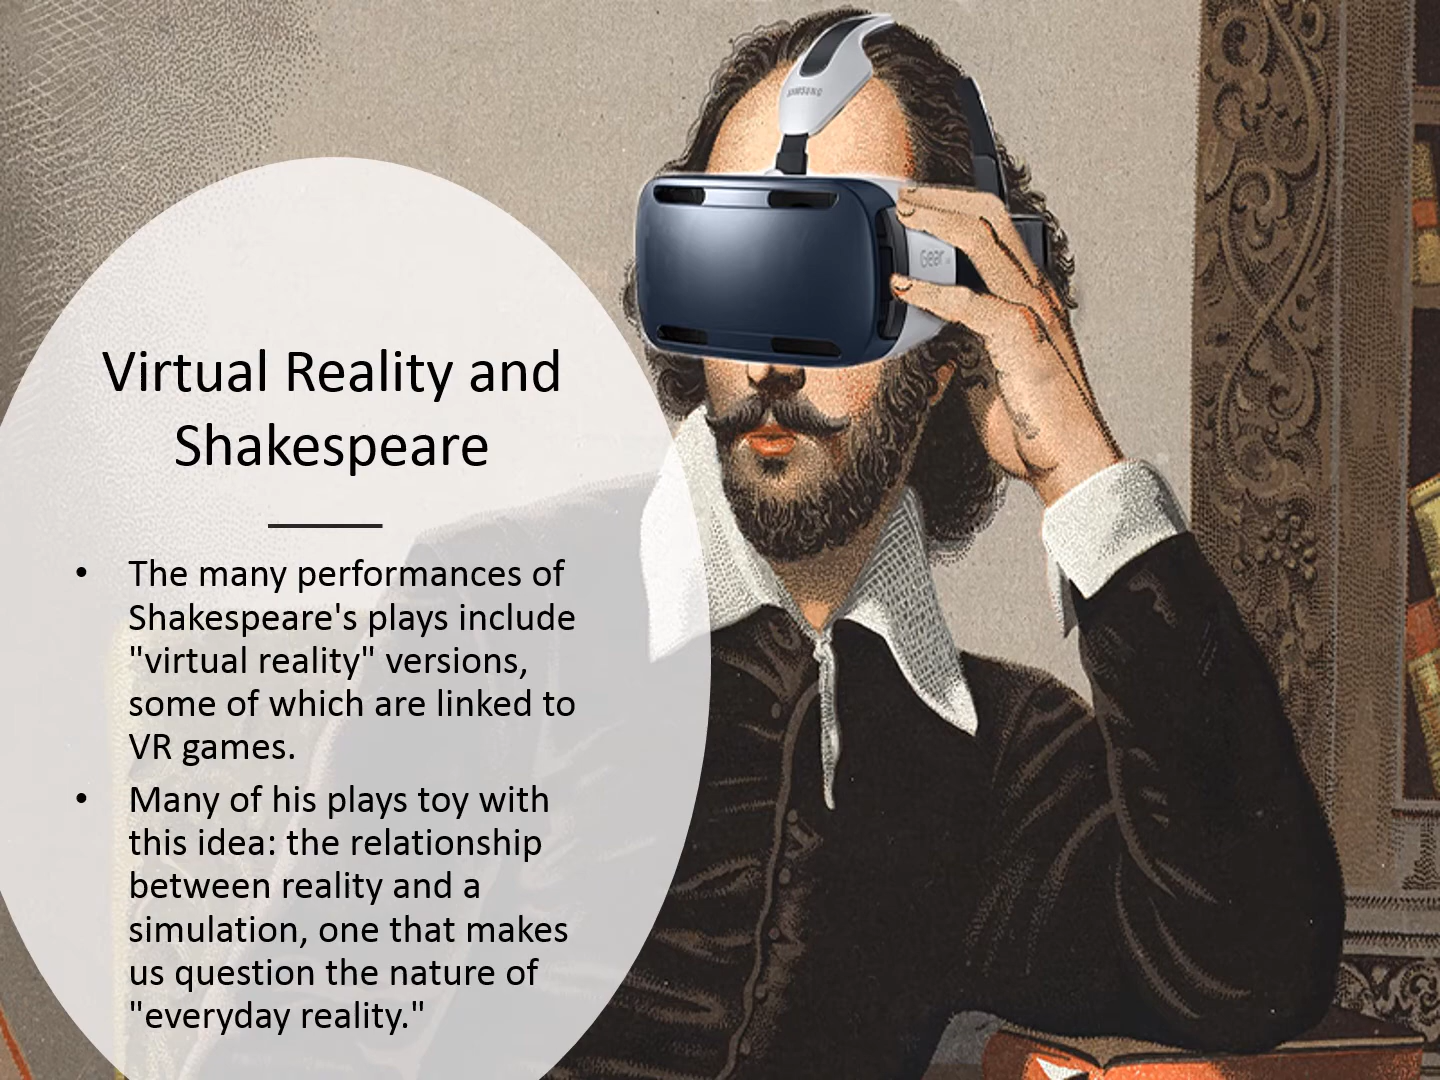 SAMSUNG
Gear
Virtual Reality and
Shakespeare
• The many performances of
Shakespeare's plays include
"virtual reality" versions,
some of which are linked to
VR games.
• Many of his plays toy with
this idea: the relationship
between reality and a
simulation, one that makes
us question the nature of
"everyday reality."